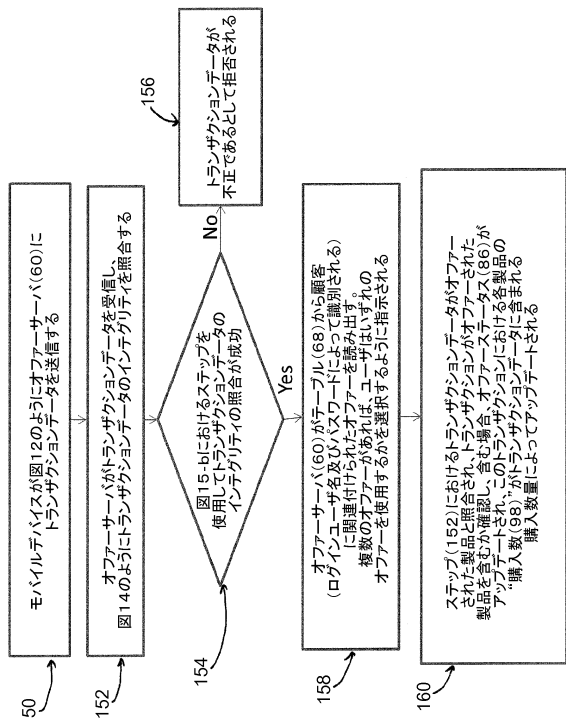 モバイルデバイスが図12のようにオファーサーバ(60)に
トランザクションデータを送信する
50
オファーサーバがトランザクションデータを受信し、
図14のようにトランザクションデータのインテグリティを照合する
152
図15-bにおけるステップを
使用してトランザクションデータの
インテグリティの照合が成功
154
No
トランザクションデータが
不正であるとして拒否される
156
Yes
オファーサーバ(60)がテーブル(68)から顧客
(ログインユーザ名及びパスワードによって識別される)
に関連付けられたオファーを読み出す。
複数のオファーがあれば、ユーザはいずれの
オファーを使用するかを選択するように指示される
158
ステップ(152)におけるトランザクションデータがオファー
された製品と照合され、トランザクションがオファーされた
製品を含むか確認し、含む場合、オファーステータス(86)が
アップデートされ、このトランザクションにおける各製品の
“購入数(98)”がトランザクションデータに含まれる
購入数量によってアップデートされる
160